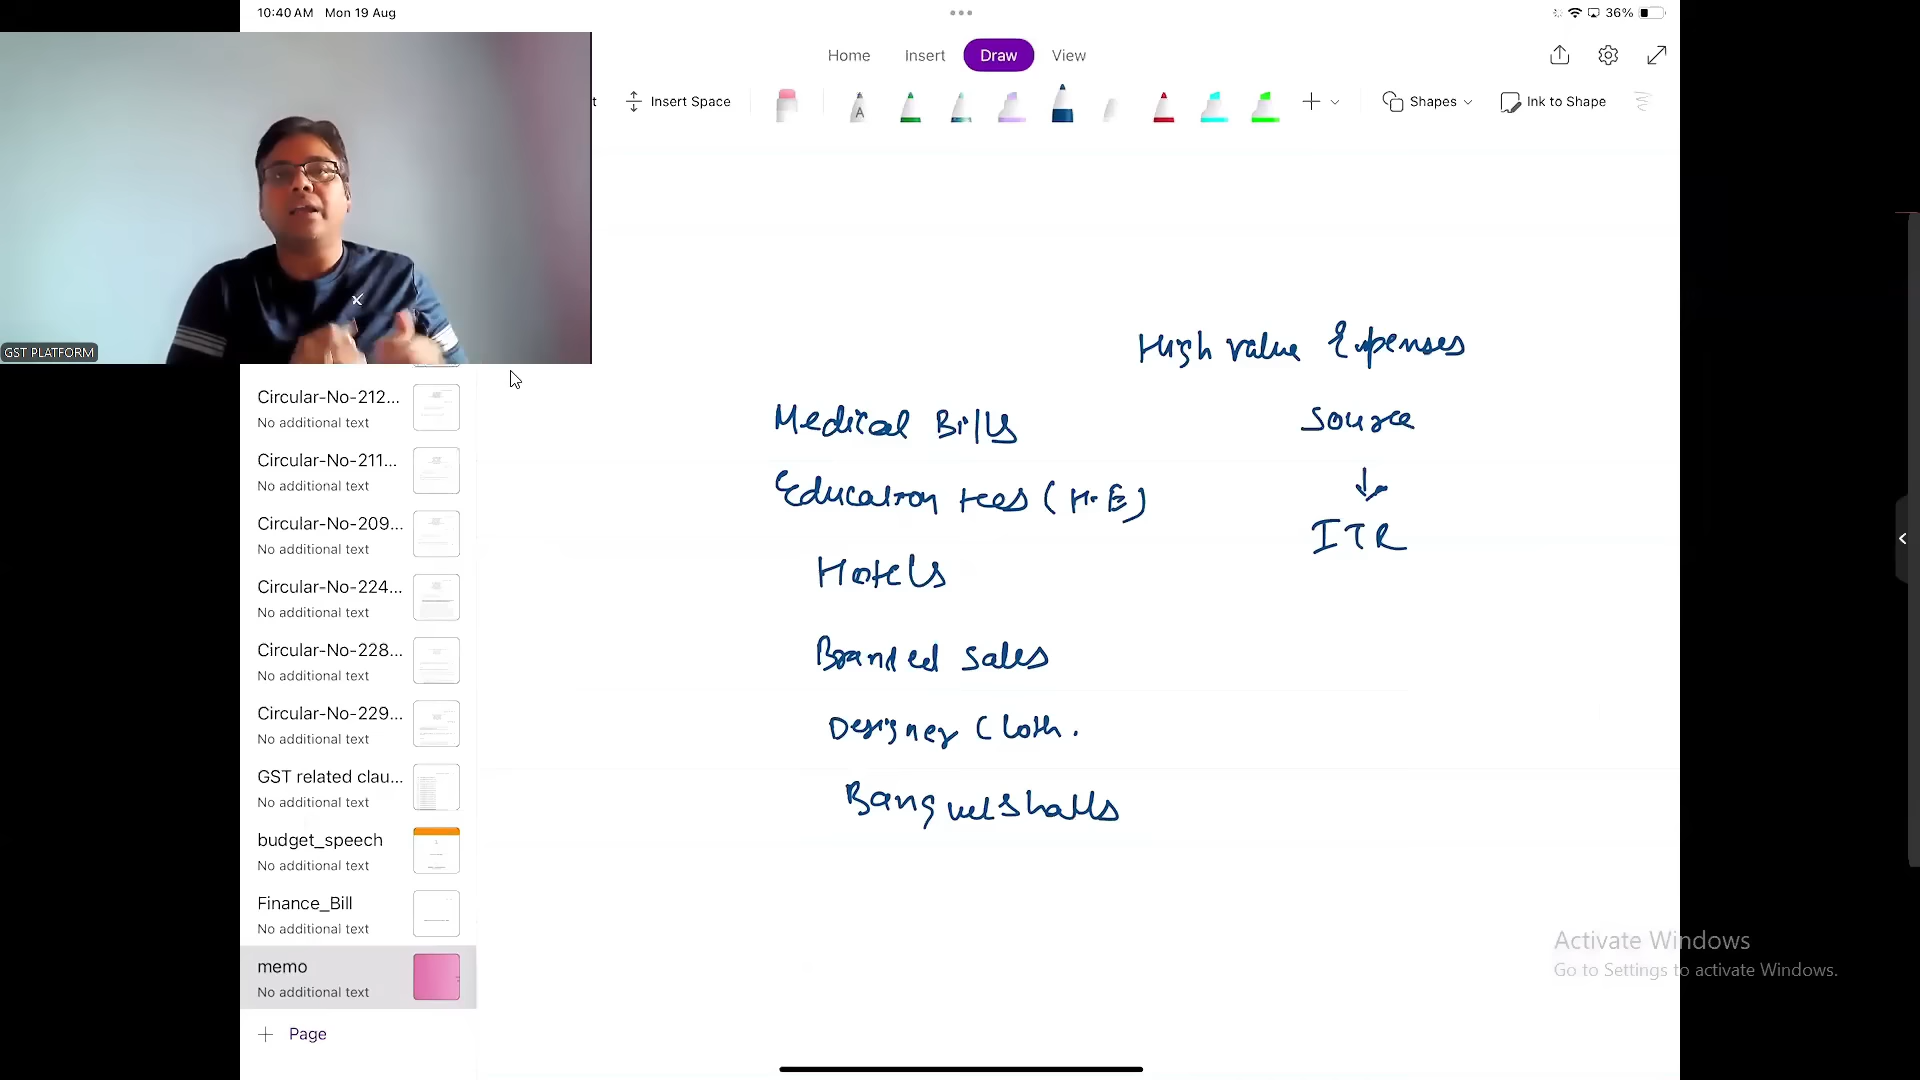 10:40 AM Mon 19 Aug
36%
Home Insert Draw View
t Insert Space
A
Shapes
Ink to Shape
GST PLATFORM
Circular-No-212...
No additional text
Circular-No-211...
No additional text
Circular-No-209...
No additional text
Circular-No-224...
No additional text
Circular-No-228...
No additional text
Circular-No-229...
No additional text
GST related clau...
No additional text
budget_speech
No additional text
Finance_Bill
No additional text
memo
No additional text
Page
High value Expenses
Medical Bills
Source
Education fees (H.E)
ITR
Hotels
Branded Sales
Designer Cloth.
Banquetshalls
Activate Windows
Go to Settings to activate Windows.